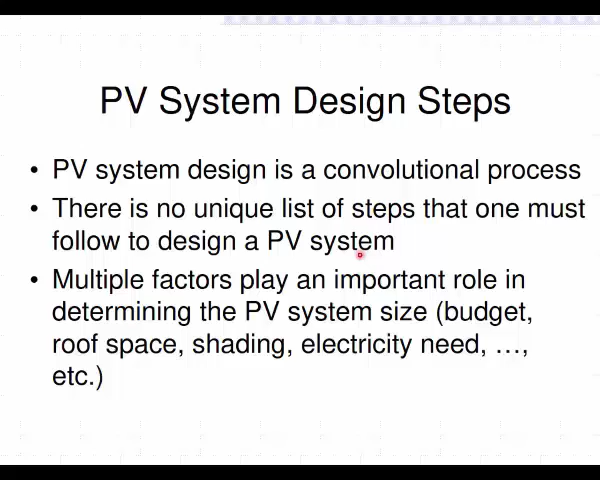 PV System Design Steps
• PV system design is a convolutional process
• There is no unique list of steps that one must
follow to design a PV system
• Multiple factors play an important role in
determining the PV system size (budget,
roof space, shading, electricity need, …,
etc.)